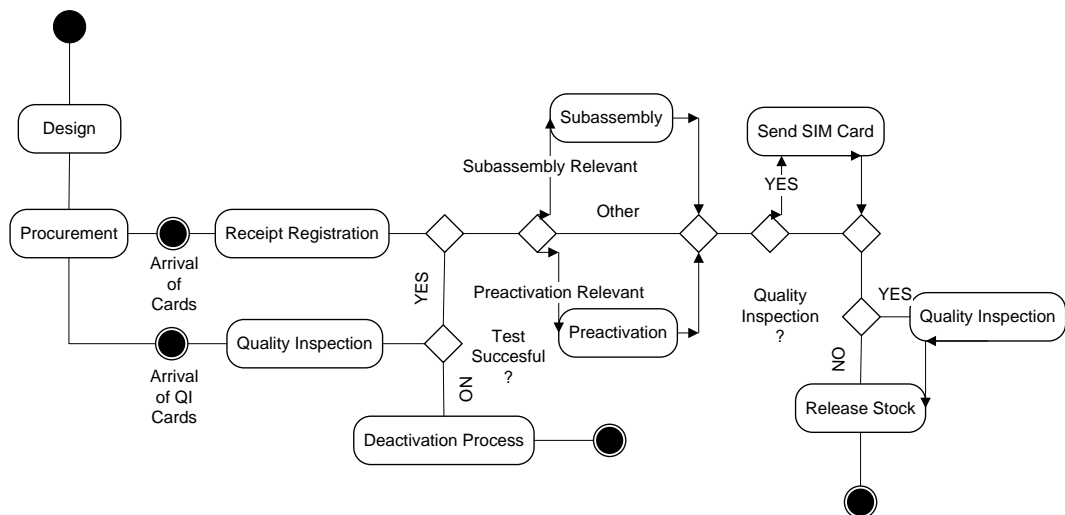 Design
Procurement
Arrival
of
Cards
Receipt Registration
Arrival
of QI
Cards
Quality Inspection
YES
Test
Succesful
?
ON
Deactivation Process
Subassembly
Subassembly Relevant
Other
Preactivation Relevant
Preactivation
Send SIM Card
YES
Quality
Inspection
?
YES
Quality Inspection
NO
Release Stock